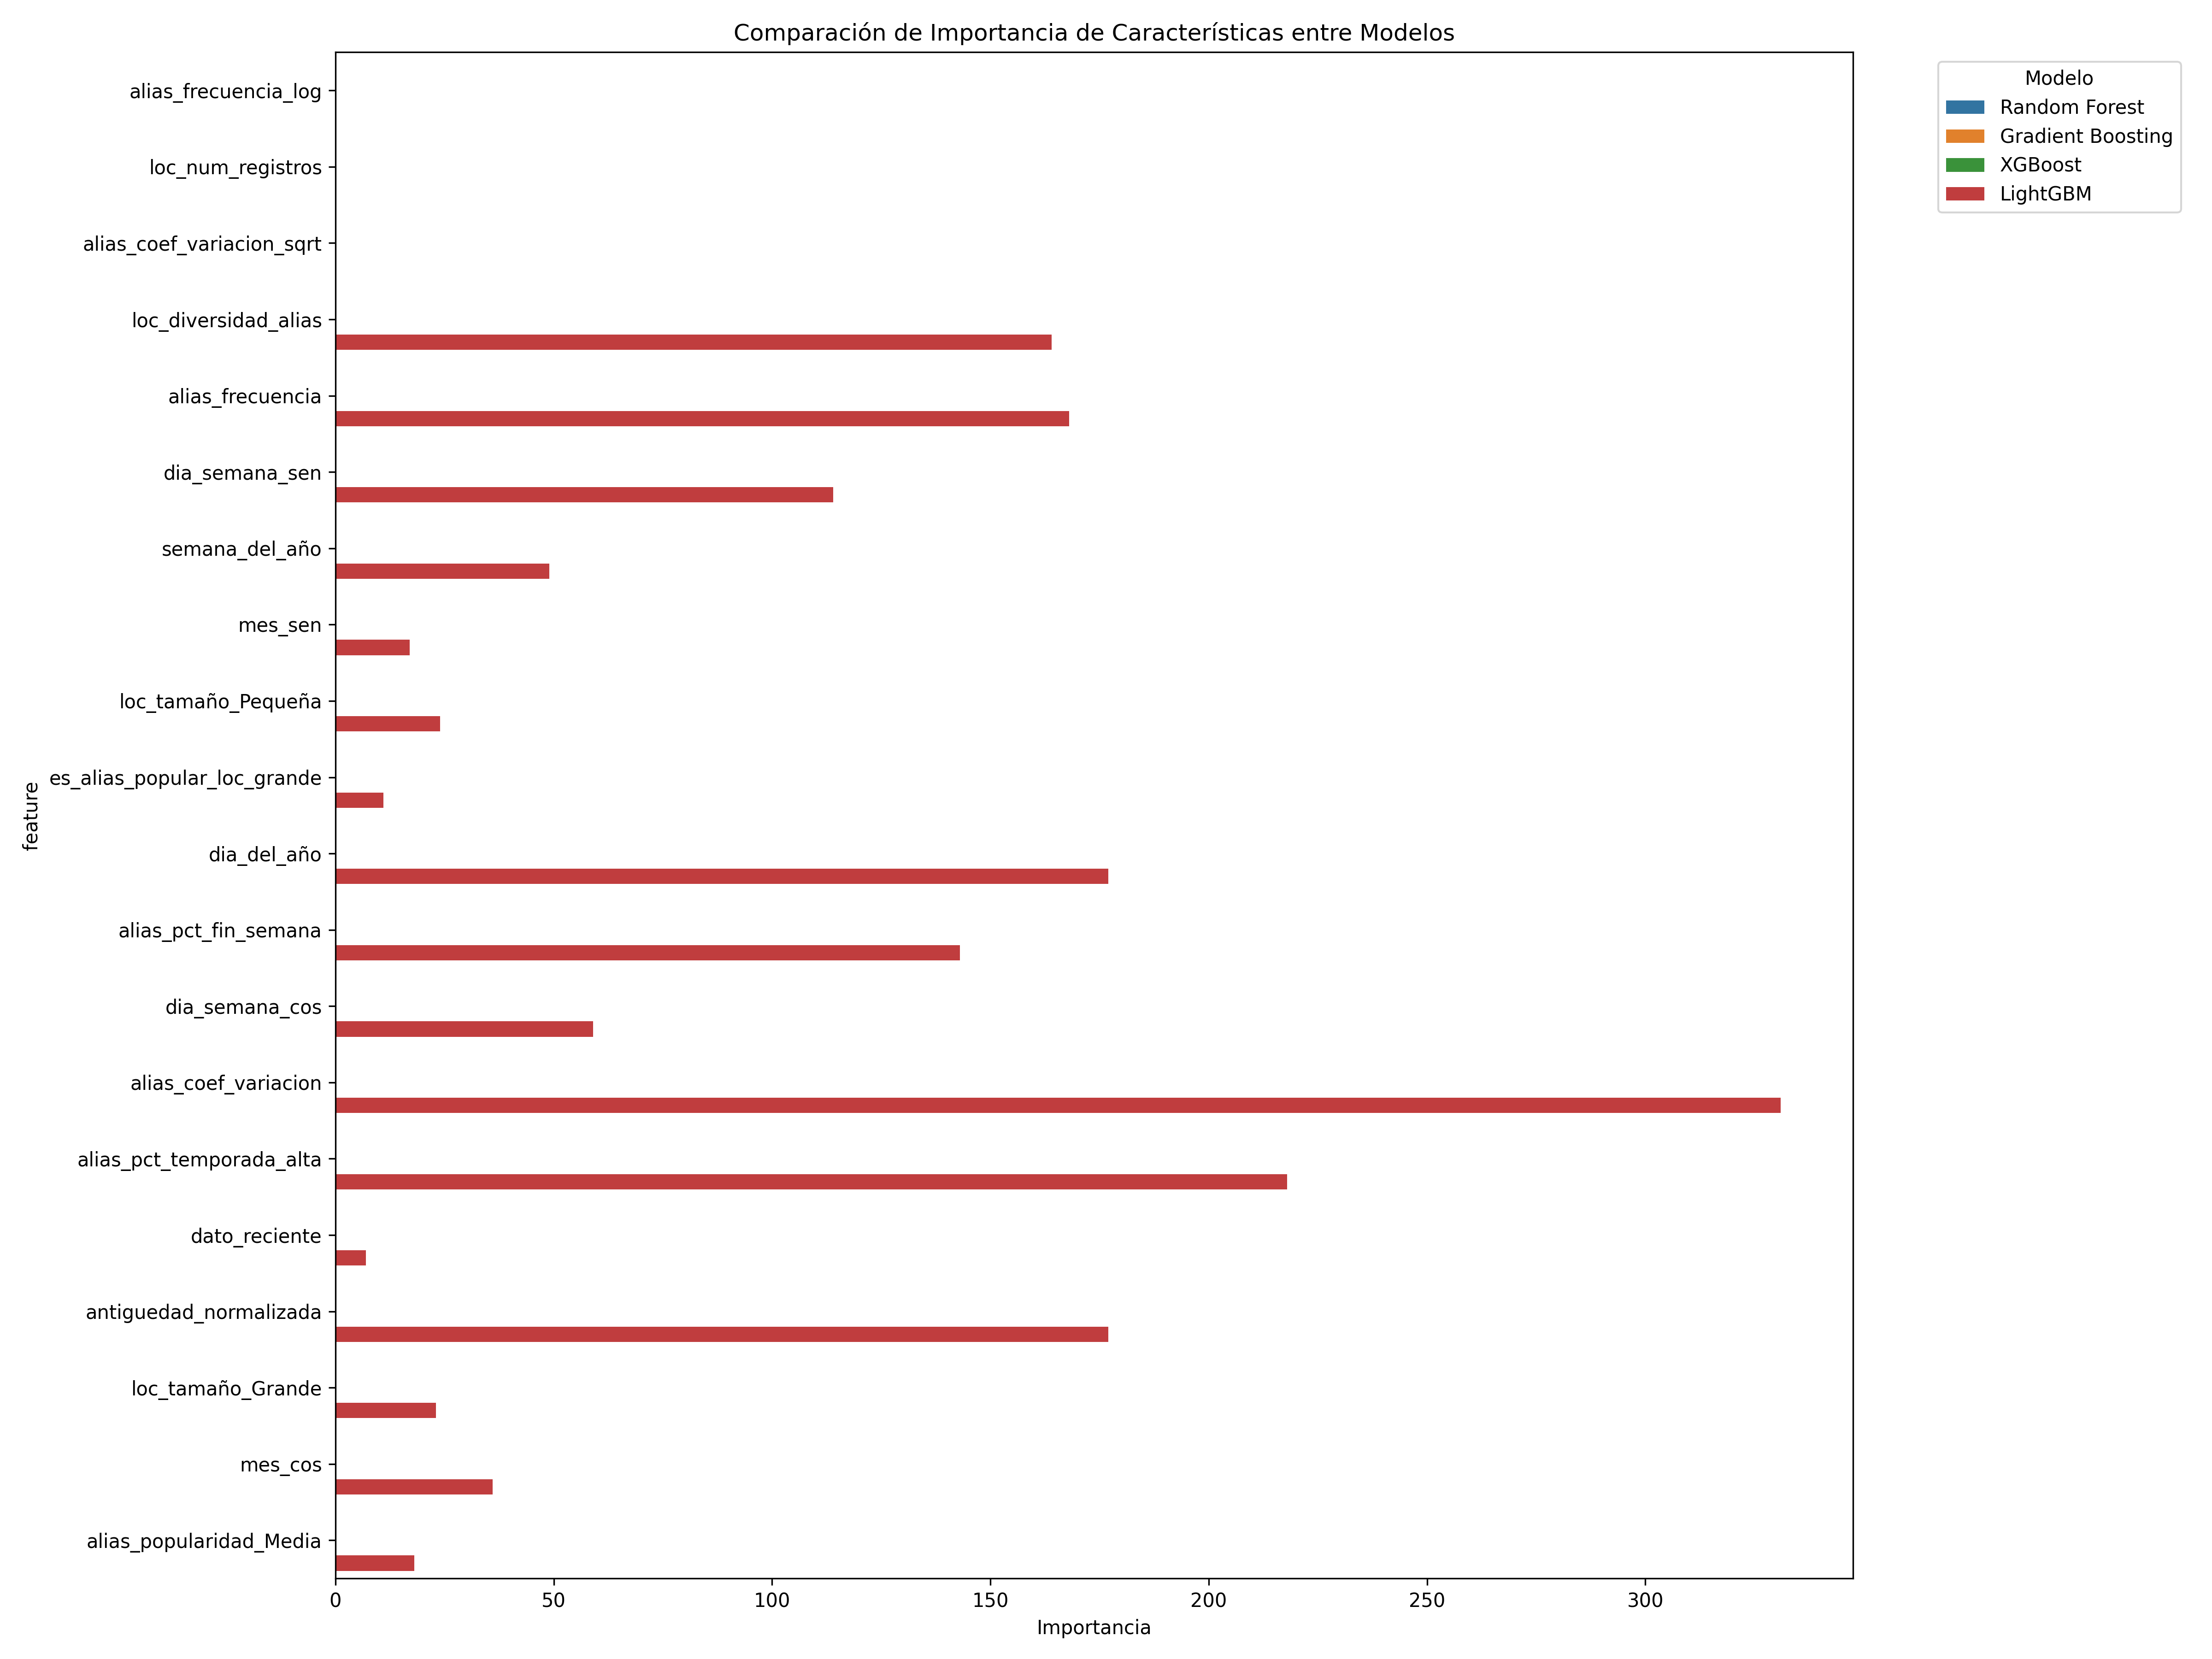 Comparación de Importancia de Características entre Modelos
Modelo
Random Forest
Gradient Boosting
XGBoost
LightGBM
feature
alias_frecuencia_log
loc_num_registros
alias_coef_variacion_sqrt
loc_diversidad_alias
alias_frecuencia
dia_semana_sen
semana_del_año
mes_sen
loc_tamaño_Pequeña
es_alias_popular_loc_grande
dia_del_año
alias_pct_fin_semana
dia_semana_cos
alias_coef_variacion
alias_pct_temporada_alta
dato_reciente
antiguedad_normalizada
loc_tamaño_Grande
mes_cos
alias_popularidad_Media
0 50 100 150 200 250 300
Importancia